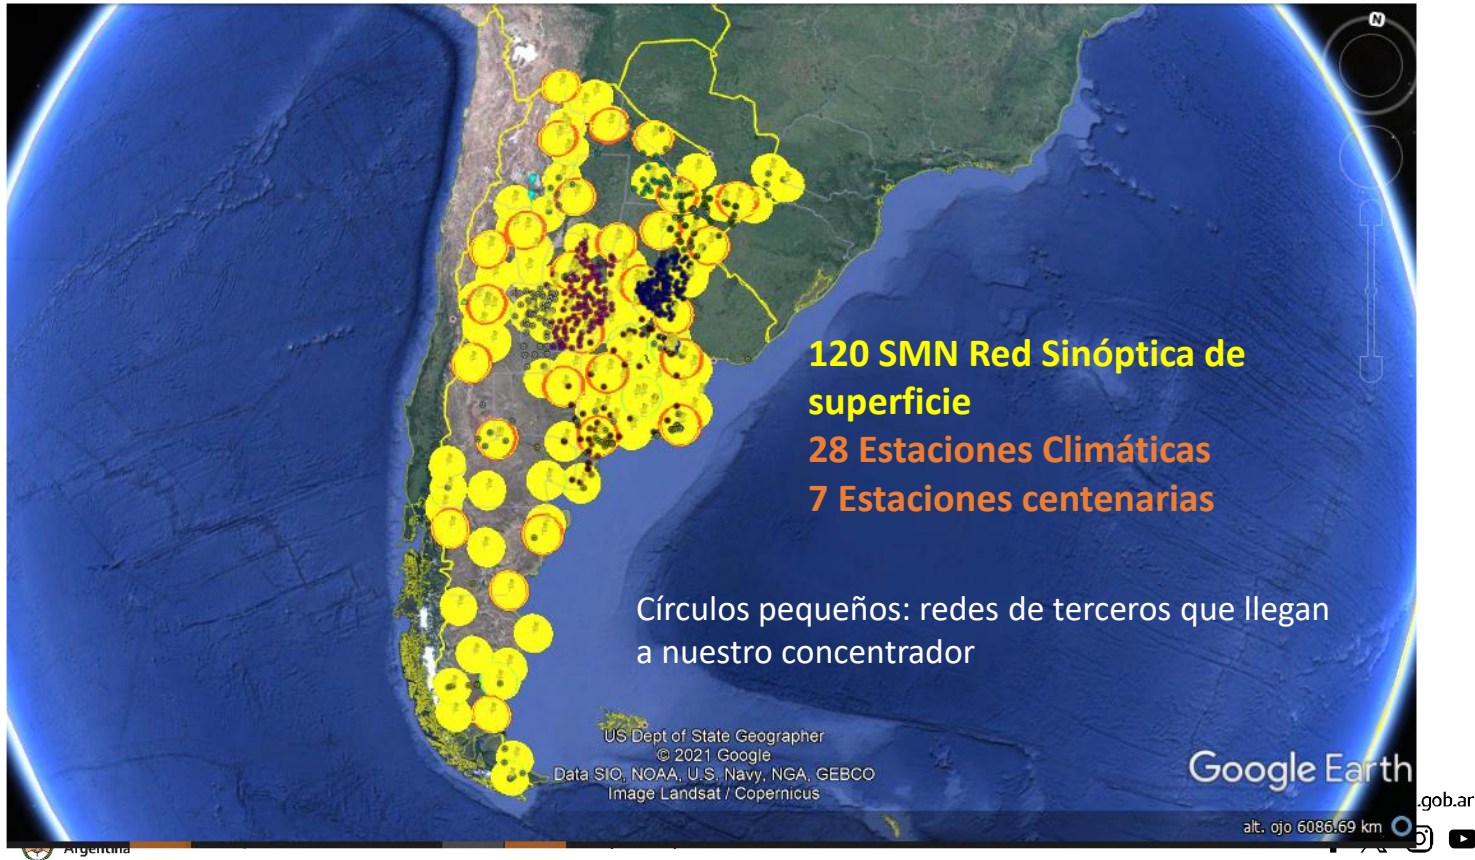 N
120 SMN Red Sinóptica de
superficie
28 Estaciones Climáticas
7 Estaciones centenarias
Círculos pequeños: redes de terceros que llegan
a nuestro concentrador
US Dept of State Geographer
© 2021 Google
Data SIO, NOAA, U.S. Navy, NGA, GEBCO
Image Landsat / Copernicus
Google Earth
.gob.ar
alt. ojo 6086.69 km
Argentina